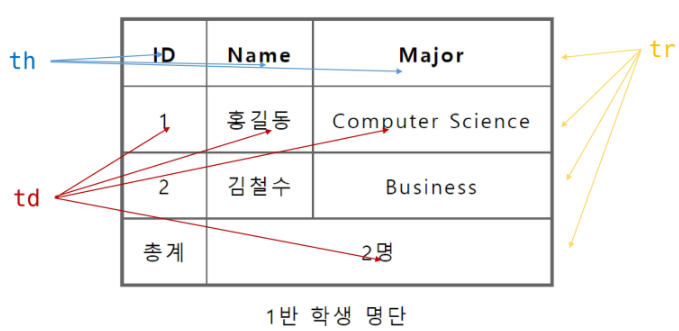 th
ID Name Major
tr
1 홍길동 Computer Science
td
2 김철수 Business
총계 2명
1반 학생 명단